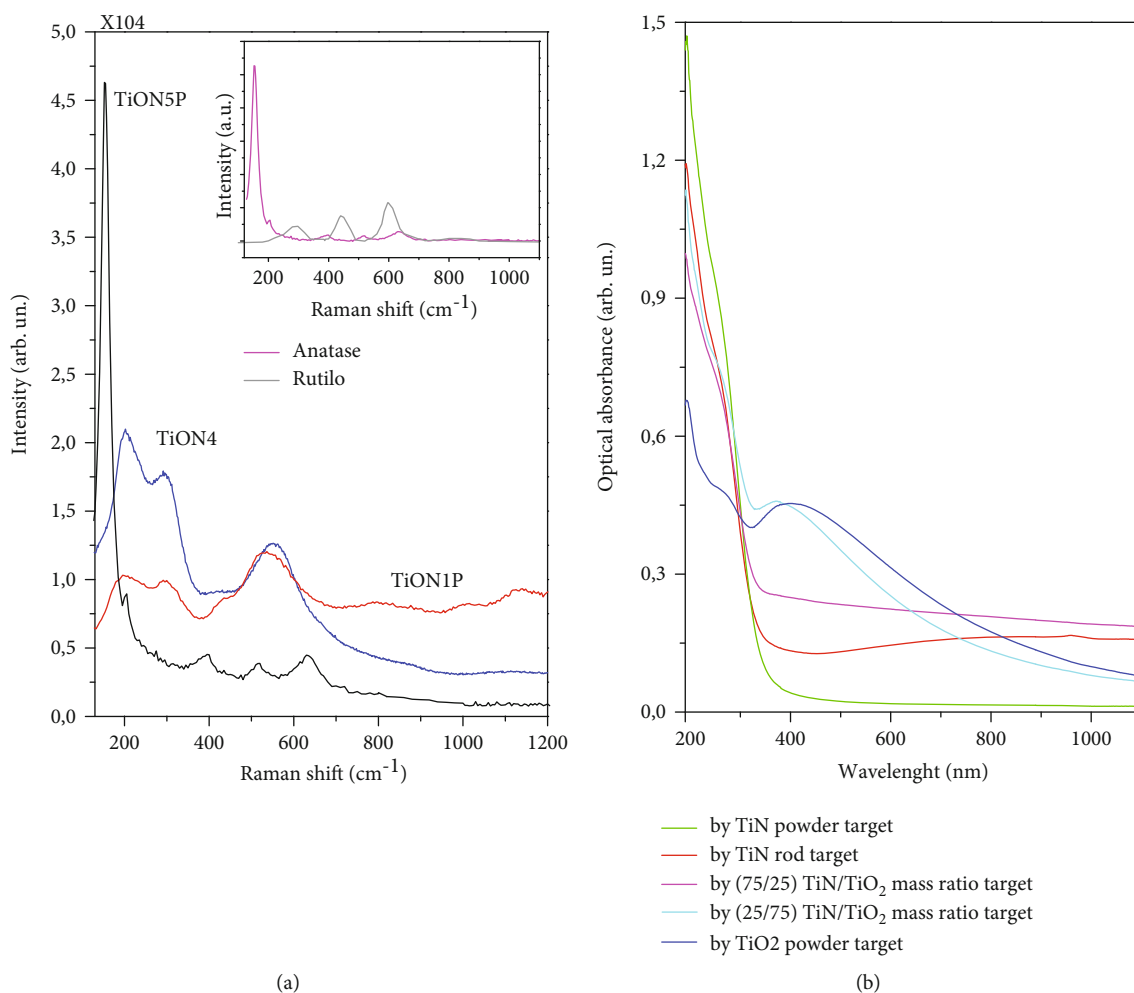 X104
5,0
4,5
4,0
3,5
3,0
2,5
2,0
1,5
1,0
0,5
0,0
Intensity (arb. un.)
TiON5P
TiON4
TiON1P
200 400 600 800 1000 1200
Raman shift (cm-1)
Intensity (a.u.)
200 400 600 800 1000
Raman shift (cm-1)
Anatase
Rutilo
(a)
1,5
1,2
0,9
0,6
0,3
0,0
Optical absorbance (arb. un.)
200 400 600 800 1000
Wavelenght (nm)
by TiN powder target
by TiN rod target
by (75/25) TiN/TiO2 mass ratio target
by (25/75) TiN/TiO2 mass ratio target
by TiO2 powder target
(b)